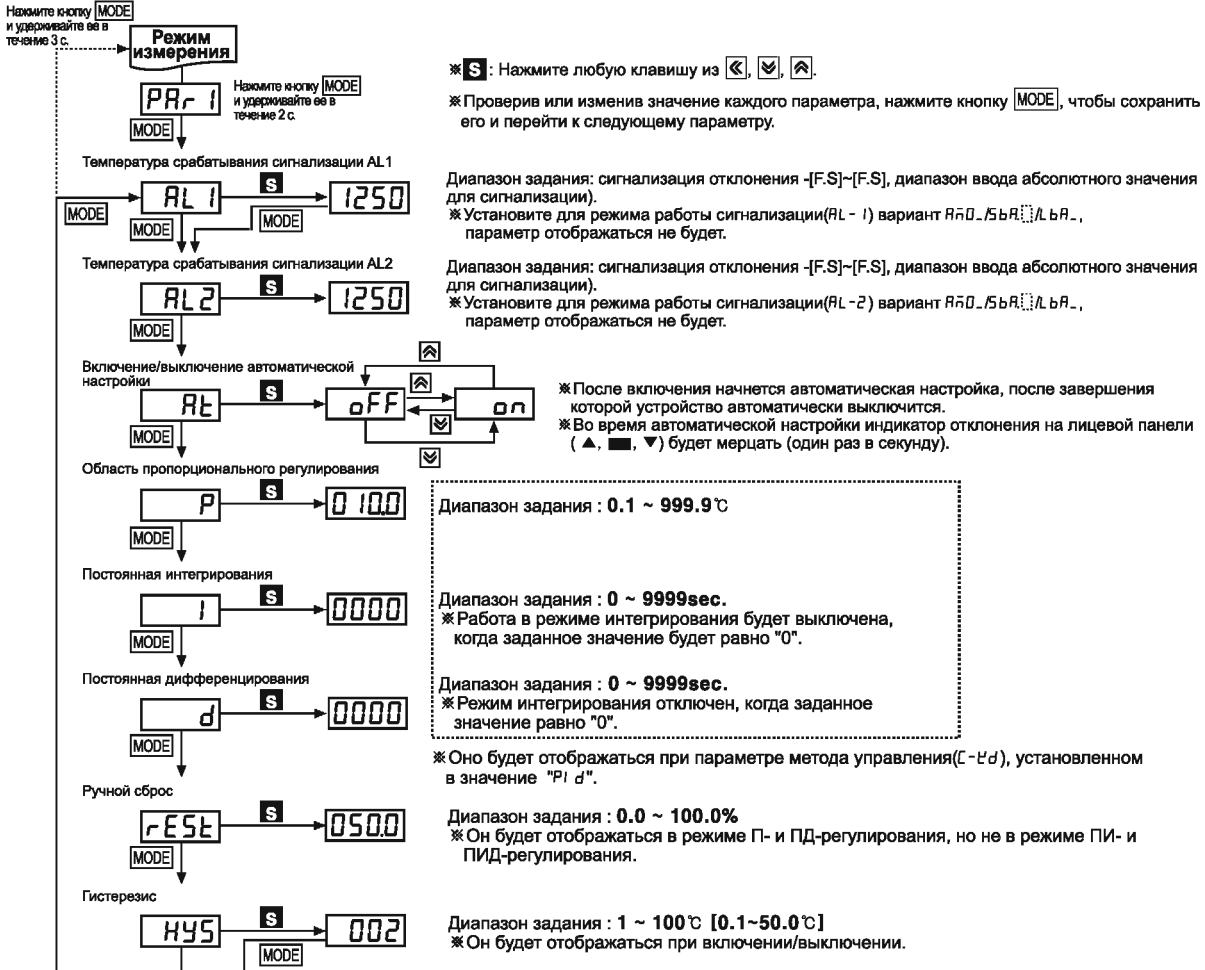 Нажмите кнопку MODE
и удерживайте ее в
течение 3 с.
Режим
измерения
PAr1
Нажмите кнопку MODE
и удерживайте ее в
течение 2 с.
MODE
※ S : Нажмите любую клавишу из «, ︾, ︽.
※Проверив или изменив значение каждого параметра, нажмите кнопку MODE, чтобы сохранить
его и перейти к следующему параметру.
Температура срабатывания сигнализации AL1
MODE
AL1
S
1250
MODE
MODE
Диапазон задания: сигнализация отклонения -[F.S]~[F.S], диапазон ввода абсолютного значения
для сигнализации).
※Установите для режима работы сигнализации(AL-1) вариант Añ0_/SbA.⬚/LbA_,
параметр отображаться не будет.
Температура срабатывания сигнализации AL2
AL2
S
1250
MODE
Диапазон задания: сигнализация отклонения -[F.S]~[F.S], диапазон ввода абсолютного значения
для сигнализации).
※Установите для режима работы сигнализации(AL-2) вариант Añ0_/SbA.⬚/LbA_,
параметр отображаться не будет.
Включение/выключение автоматической
настройки
At
S
oFF
︽
︽
︾
︾
on
MODE
※После включения начнется автоматическая настройка, после завершения
которой устройство автоматически выключится.
※Во время автоматической настройки индикатор отклонения на лицевой панели
( ▲, ■, ▼) будет мерцать (один раз в секунду).
Область пропорционального регулирования
P
S
010.0
MODE
Диапазон задания : 0.1 ~ 999.9℃
Постоянная интегрирования
I
S
0000
MODE
Диапазон задания : 0 ~ 9999sec.
※Работа в режиме интегрирования будет выключена,
когда заданное значение будет равно "0".
Постоянная дифференцирования
d
S
0000
MODE
Диапазон задания : 0 ~ 9999sec.
※Режим интегрирования отключен, когда заданное
значение равно "0".
※Оно будет отображаться при параметре метода управления(C-ŁYd), установленном
в значение "PI d".
Ручной сброс
rESt
S
050.0
MODE
Диапазон задания : 0.0 ~ 100.0%
※Он будет отображаться в режиме П- и ПД-регулирования, но не в режиме ПИ- и
ПИД-регулирования.
Гистерезис
HYS
S
002
MODE
Диапазон задания : 1 ~ 100℃ [0.1~50.0℃]
※Он будет отображаться при включении/выключении.